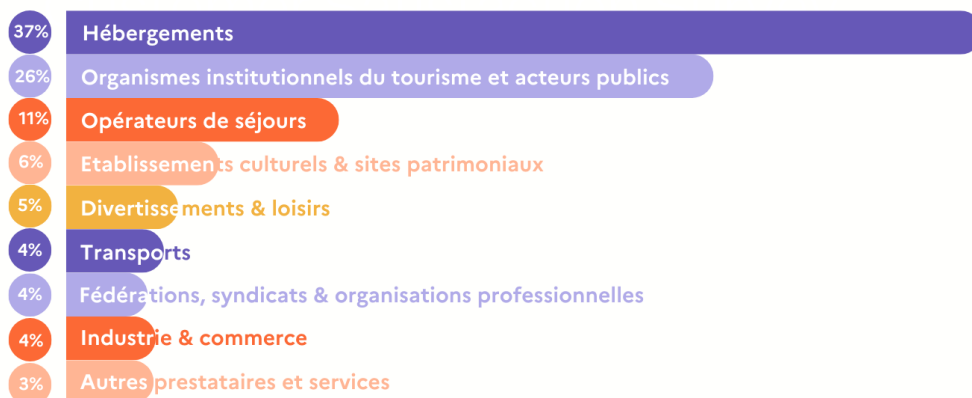 37% Hébergements
26% Organismes institutionnels du tourisme et acteurs publics
11% Opérateurs de séjours
6% Etablissements culturels & sites patrimoniaux
5% Divertissements & loisirs
4% Transports
4% Fédérations, syndicats & organisations professionnelles
4% Industrie & commerce
3% Autres prestataires et services